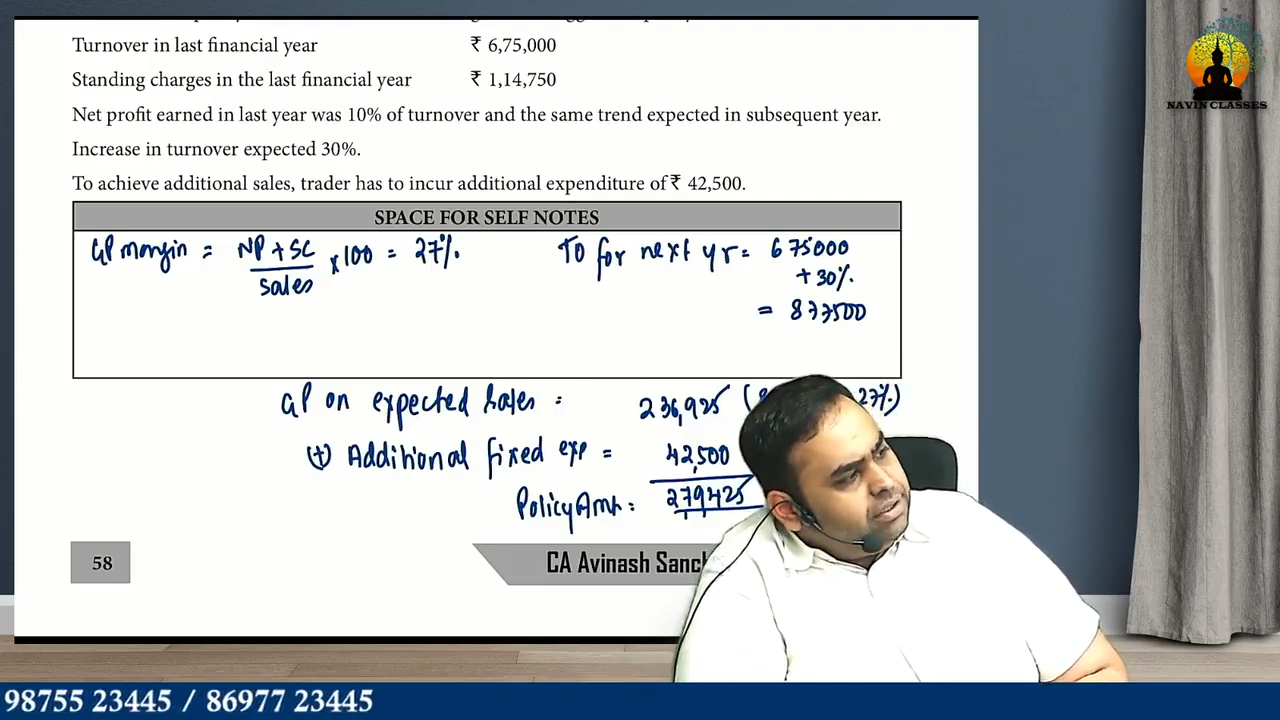 Turnover in last financial year ₹ 6,75,000
Standing charges in the last financial year ₹ 1,14,750
Net profit earned in last year was 10% of turnover and the same trend expected in subsequent year.
Increase in turnover expected 30%.
To achieve additional sales, trader has to incur additional expenditure of ₹ 42,500.
SPACE FOR SELF NOTES
GP margin = NP + SC / sales × 100 = 27%
TO for next yr = 675000
+ 30%
= 877500
GP on expected sales = 236,925 ( 27%)
(+) Additional fixed exp = 42,500
Policy Amt = 279425
58
CA Avinash
NAVIN CLASSES
98755 23445 / 86977 23445